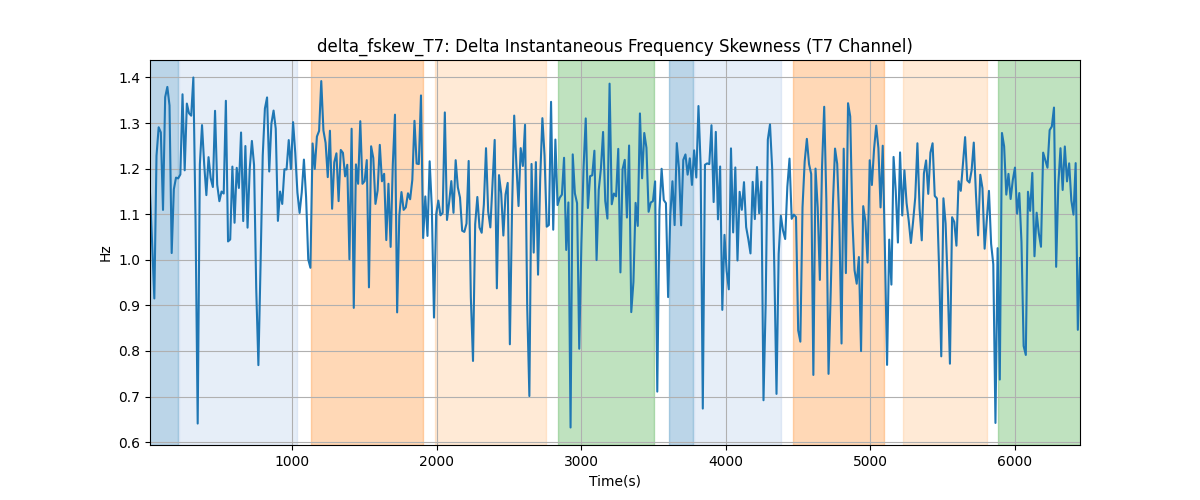 delta_fskew_T7: Delta Instantaneous Frequency Skewness (T7 Channel)
1.4
1.3
1.2
1.1
1.0
0.9
0.8
0.7
0.6
Hz
1000 2000 3000 4000 5000 6000
Time(s)